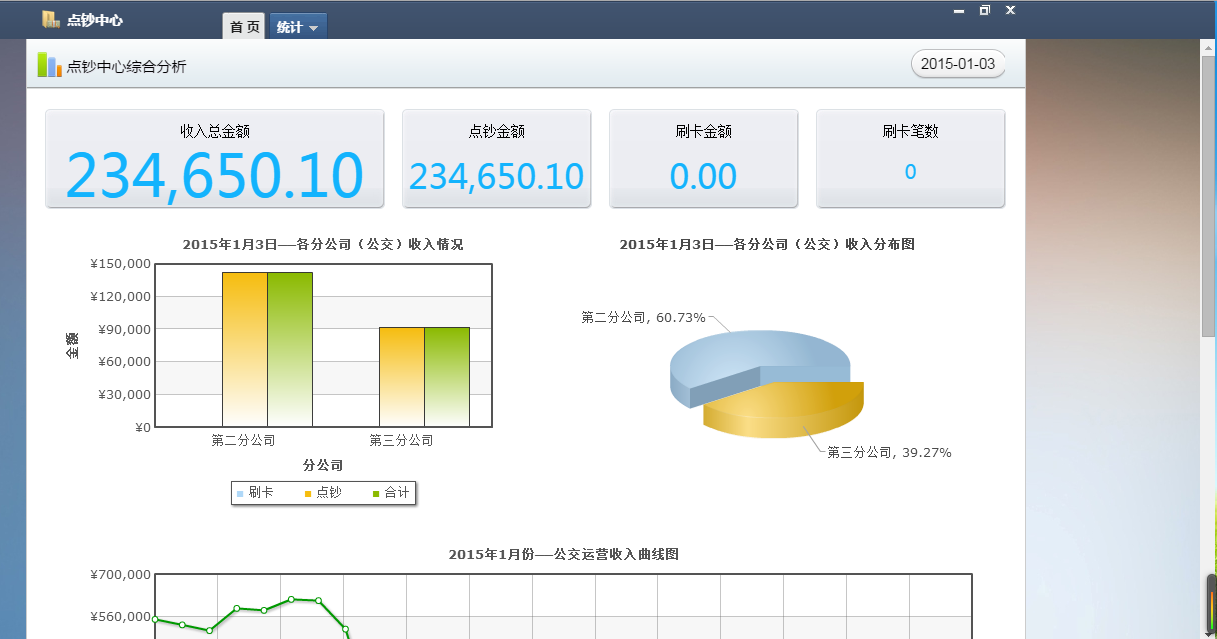 点钞中心
首 页 统计
点钞中心综合分析
2015-01-03
收入总金额
234,650.10
点钞金额
234,650.10
刷卡金额
0.00
刷卡笔数
0
2015年1月3日——各分公司（公交）收入情况
¥150,000
¥120,000
¥90,000
¥60,000
¥30,000
¥0
金额
第二分公司 第三分公司
分公司
刷卡 点钞 合计
2015年1月3日——各分公司（公交）收入分布图
第二分公司, 60.73%
第三分公司, 39.27%
2015年1月份——公交运营收入曲线图
¥700,000
¥560,000